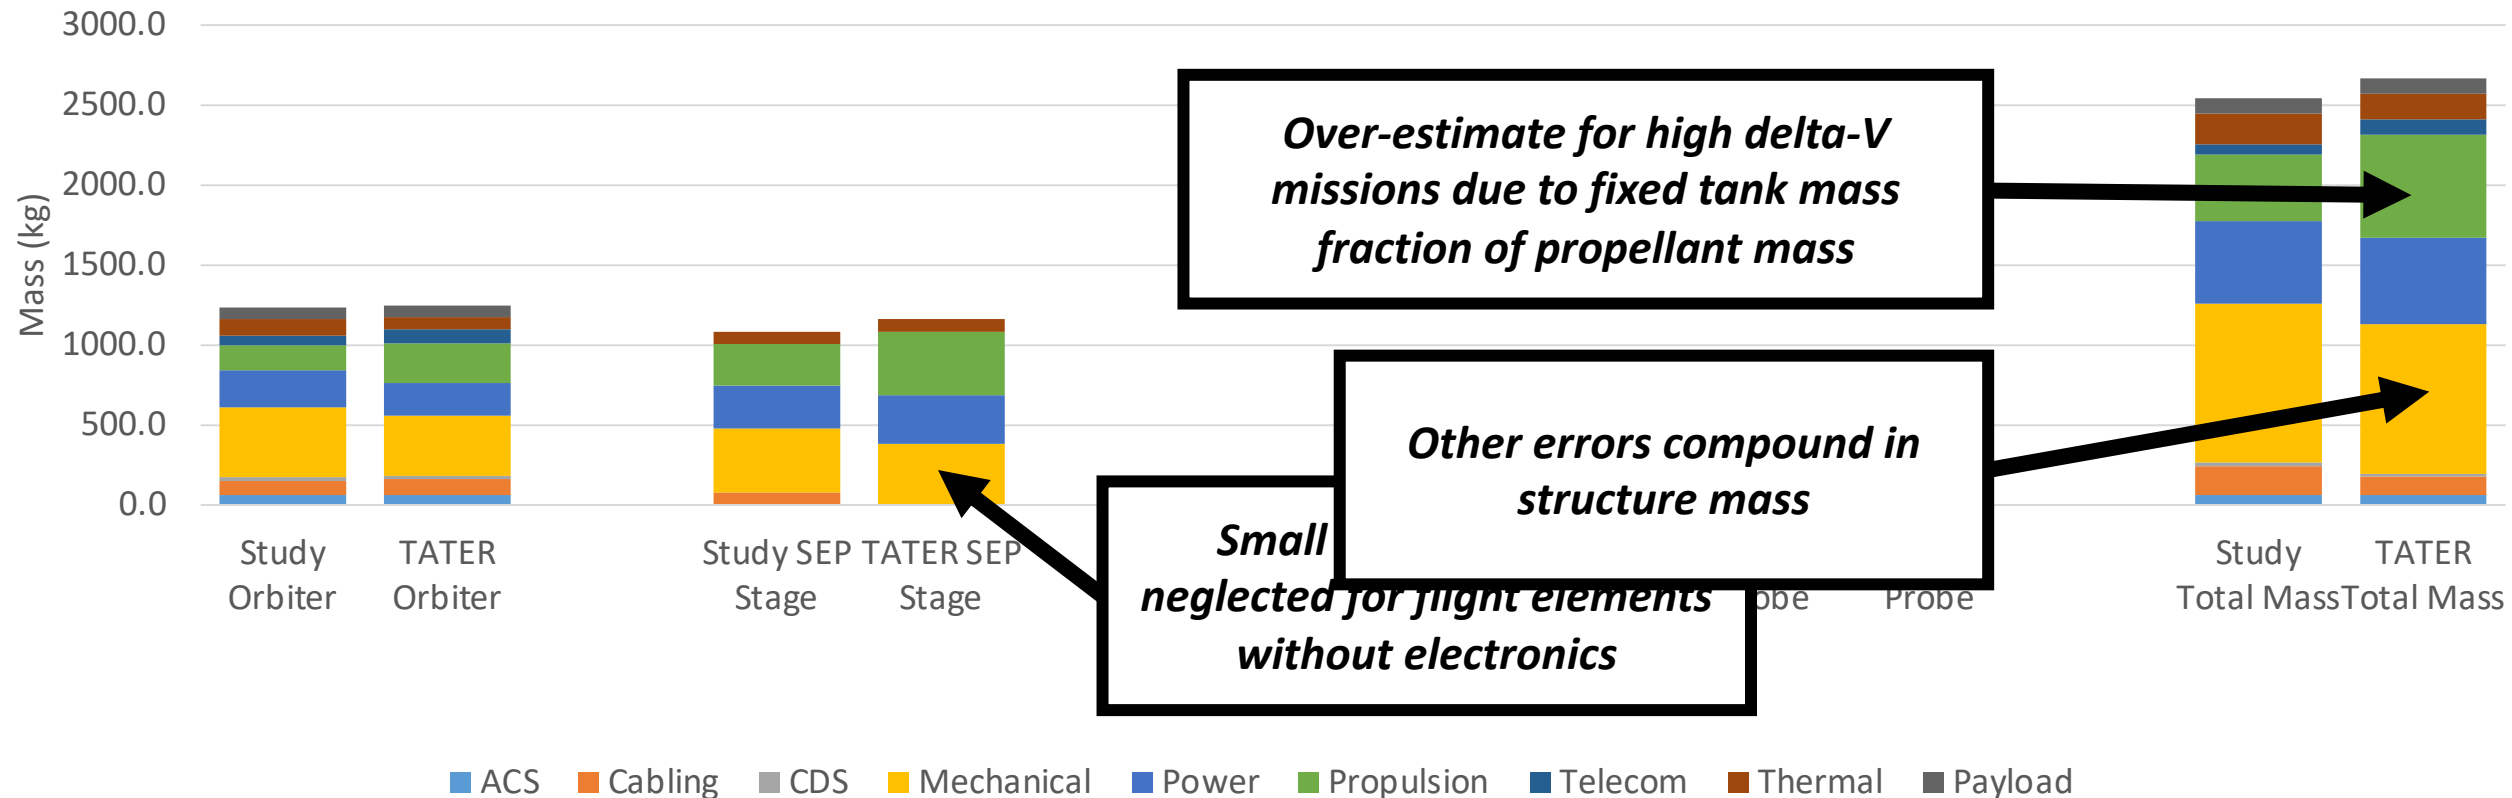 3000.0
2500.0
2000.0
1500.0
1000.0
500.0
0.0
Mass (kg)
Over-estimate for high delta-V
missions due to fixed tank mass
fraction of propellant mass
Other errors compound in
structure mass
Small
neglected for flight elements
without electronics
Study
Orbiter
TATER
Orbiter
Study SEP
Stage
TATER SEP
Stage
Probe
Study
Total Mass
TATER
Total Mass
ACS
Cabling
CDS
Mechanical
Power
Propulsion
Telecom
Thermal
Payload